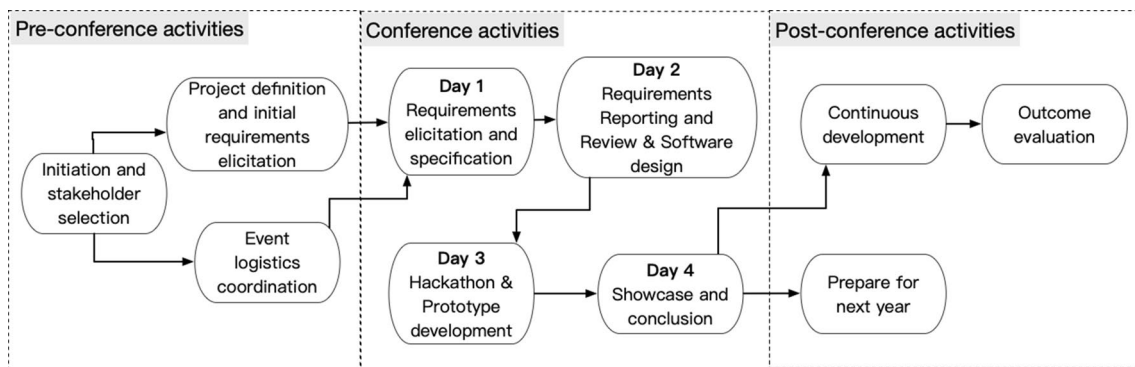 Pre-conference activities
Initiation and
stakeholder
selection
Project definition
and initial
requirements
elicitation
Event
logistics
coordination
Conference activities
Day 1
Requirements
elicitation and
specification
Day 2
Requirements
Reporting and
Review & Software
design
Day 3
Hackathon &
Prototype
development
Day 4
Showcase and
conclusion
Post-conference activities
Continuous
development
Outcome
evaluation
Prepare for
next year